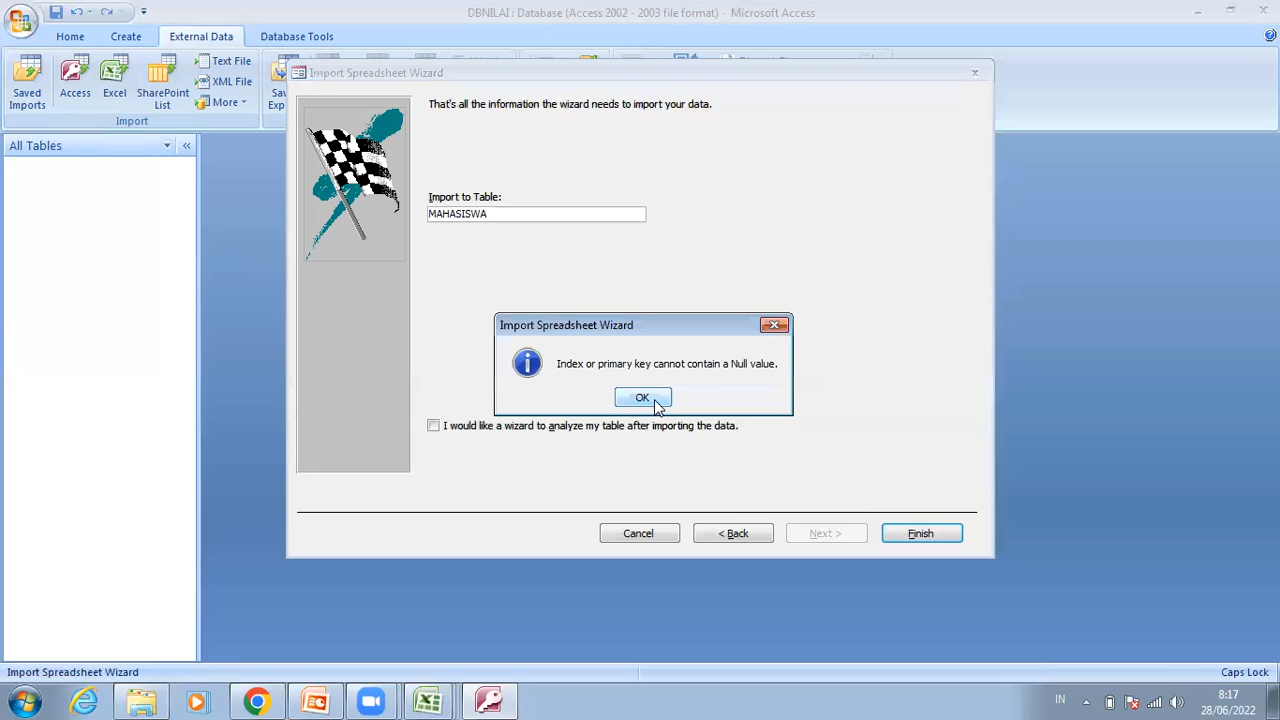 DBNILAI : Database (Access 2002 - 2003 file format) - Microsoft Access
Home
Create
External Data
Database Tools
Saved Imports
Access
Excel
SharePoint List
Text File
XML File
More
Import
Import Spreadsheet Wizard
All Tables
That's all the information the wizard needs to import your data.
Import to Table:
MAHASISWA
Import Spreadsheet Wizard
Index or primary key cannot contain a Null value.
OK
I would like a wizard to analyze my table after importing the data.
Cancel
< Back
Next >
Finish
Import Spreadsheet Wizard
Caps Lock
IN
8:17
28/06/2022